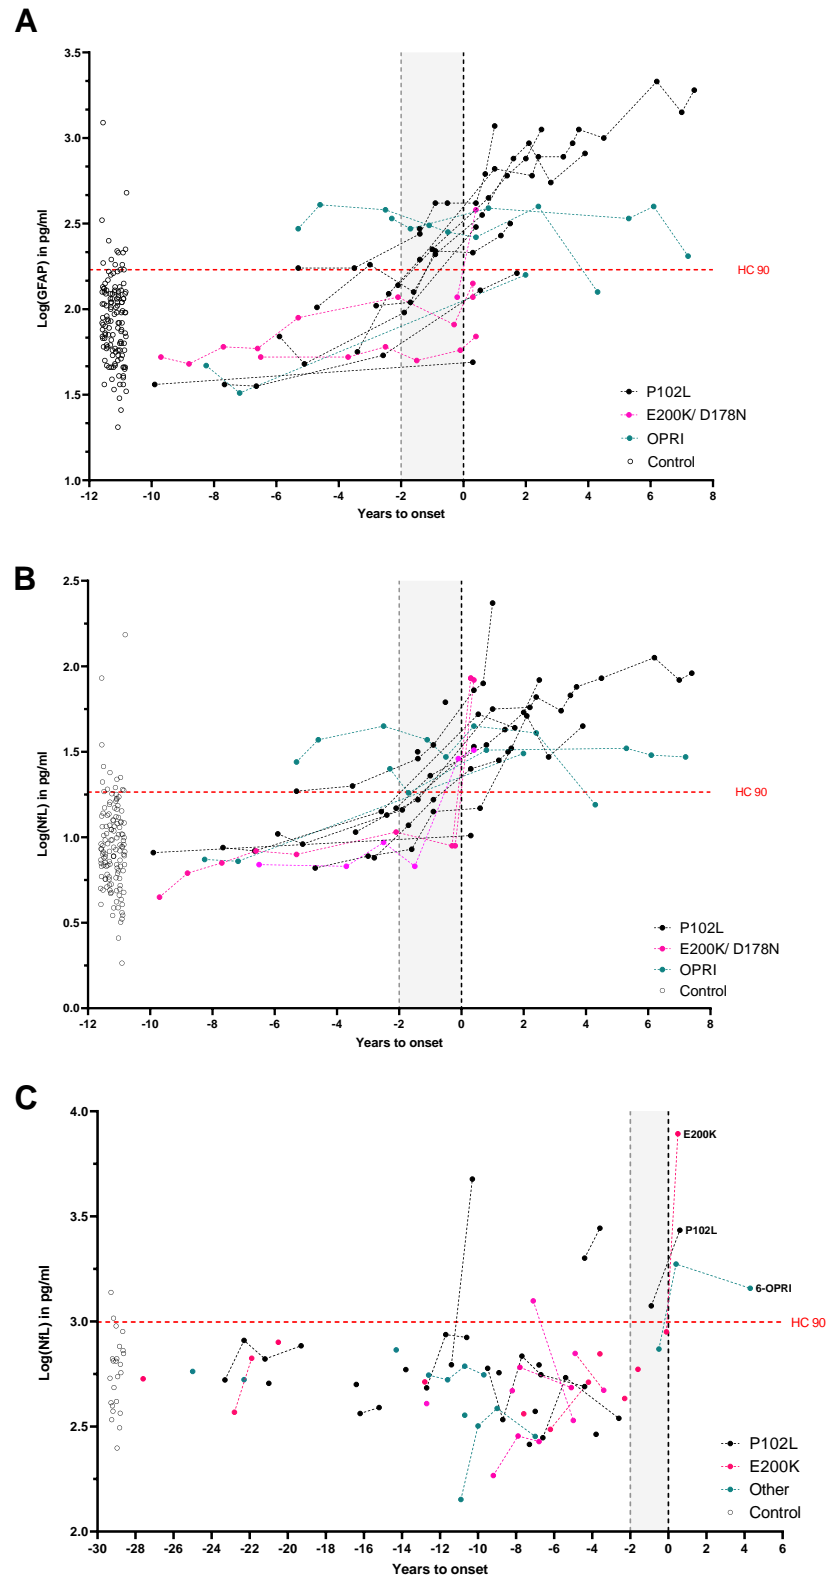 A
3.5
3.0
2.5
2.0
1.5
1.0
Log(GFAP) in pg/ml
HC 90
P102L
E200K/ D178N
OPRI
Control
-12 -10 -8 -6 -4 -2 0 2 4 6 8
Years to onset
B
2.5
2.0
1.5
1.0
0.5
0.0
Log(NfL) in pg/ml
HC 90
P102L
E200K/ D178N
OPRI
Control
-12 -10 -8 -6 -4 -2 0 2 4 6 8
Years to onset
C
4.0
3.5
3.0
2.5
2.0
Log(NfL) in pg/ml
E200K
P102L
6-OPRI
HC 90
P102L
E200K
Other
Control
-30 -28 -26 -24 -22 -20 -18 -16 -14 -12 -10 -8 -6 -4 -2 0 2 4 6
Years to onset